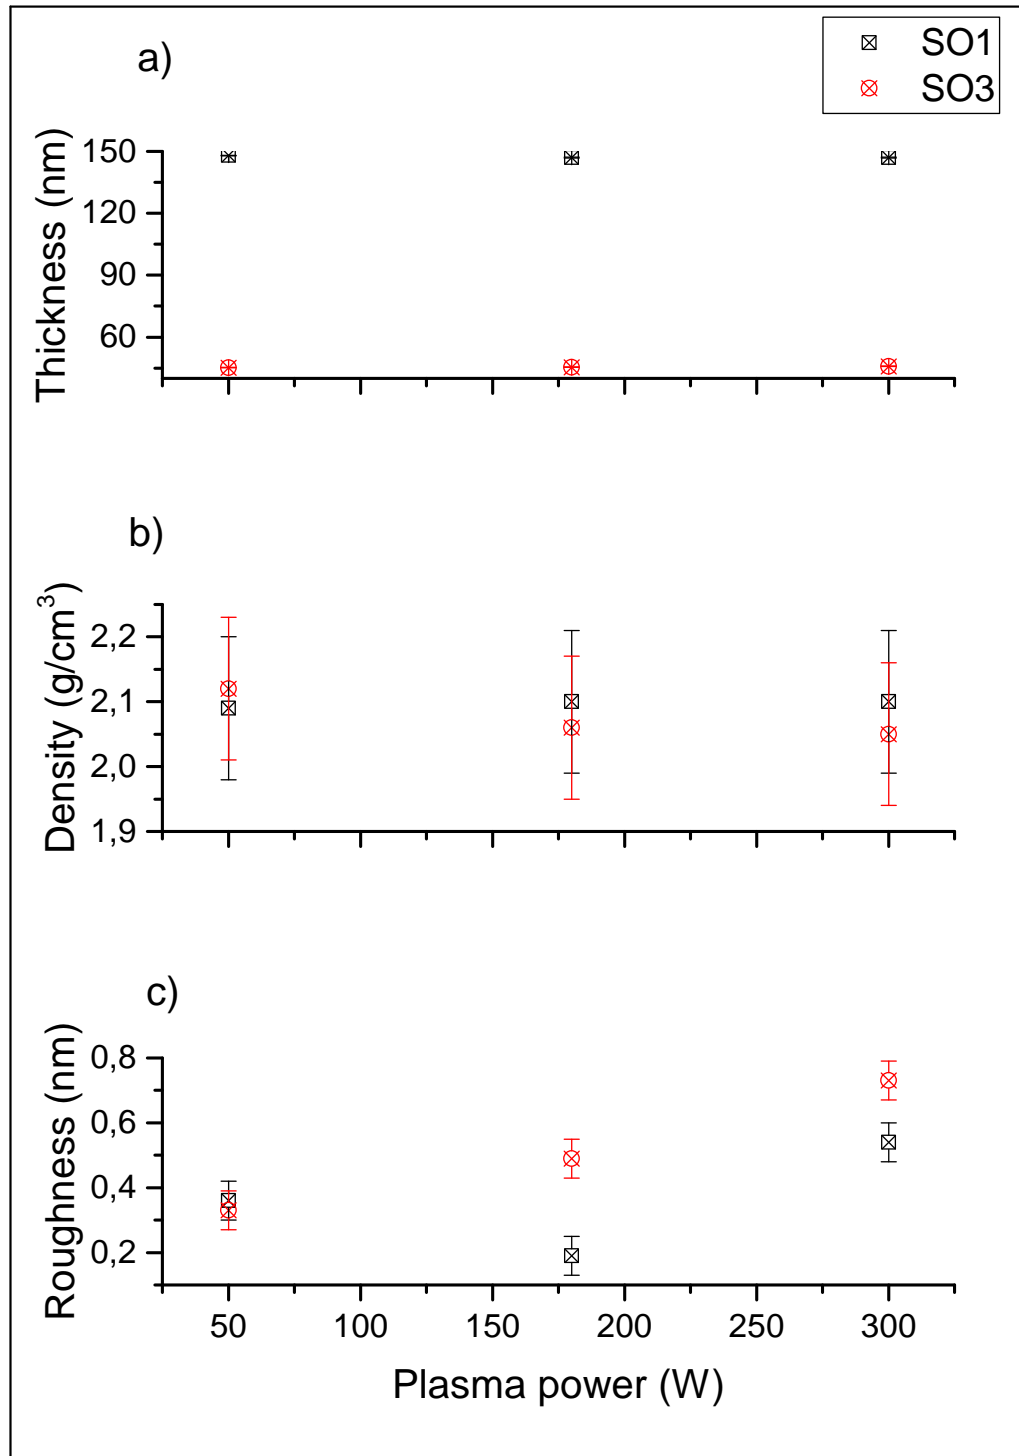 a)
SO1
SO3
Thickness (nm)
150
120
90
60
b)
Density (g/cm³)
2,2
2,1
2,0
1,9
c)
Roughness (nm)
0,8
0,6
0,4
0,2
50 100 150 200 250 300
Plasma power (W)